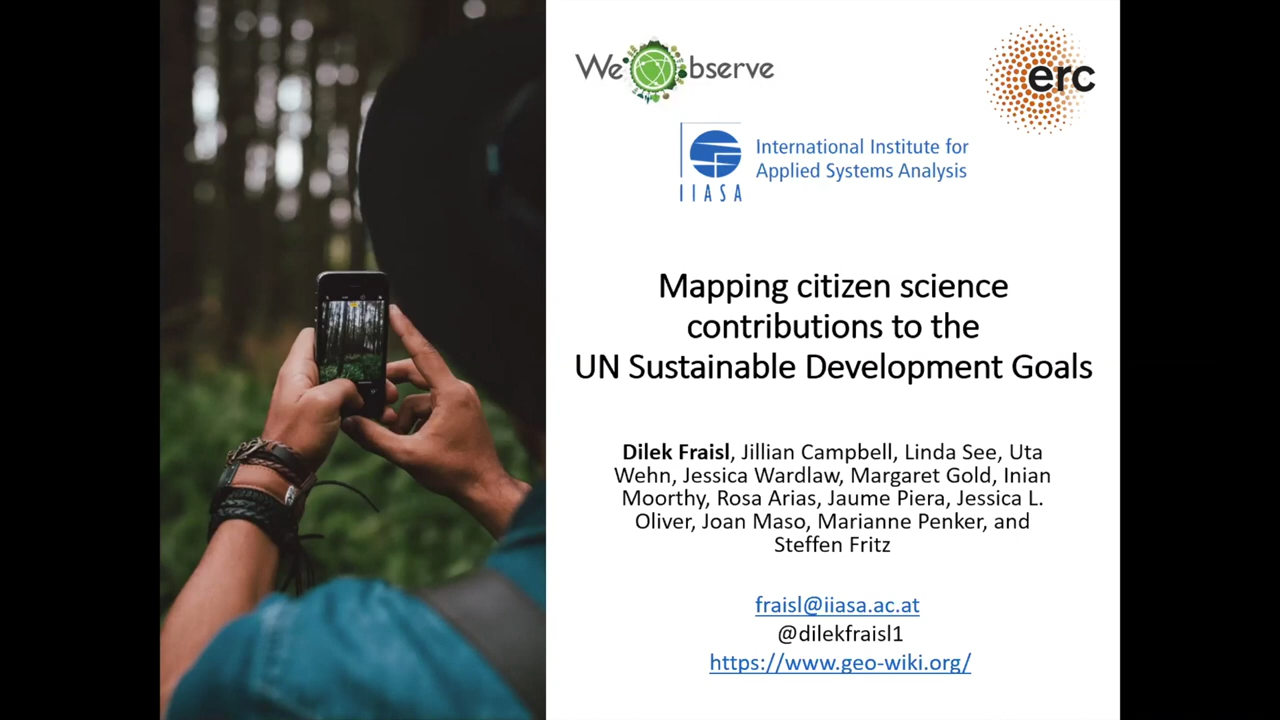 We bserve
erc
International Institute for
Applied Systems Analysis
IIASA
Mapping citizen science
contributions to the
UN Sustainable Development Goals
Dilek Fraisl, Jillian Campbell, Linda See, Uta
Wehn, Jessica Wardlaw, Margaret Gold, Inian
Moorthy, Rosa Arias, Jaume Piera, Jessica L.
Oliver, Joan Maso, Marianne Penker, and
Steffen Fritz
fraisl@iiasa.ac.at
@dilekfraisl1
https://www.geo-wiki.org/